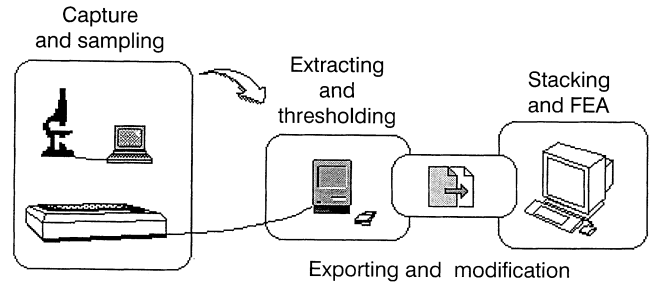 Capture
and sampling
Extracting
and
thresholding
Stacking
and FEA
Exporting and modification